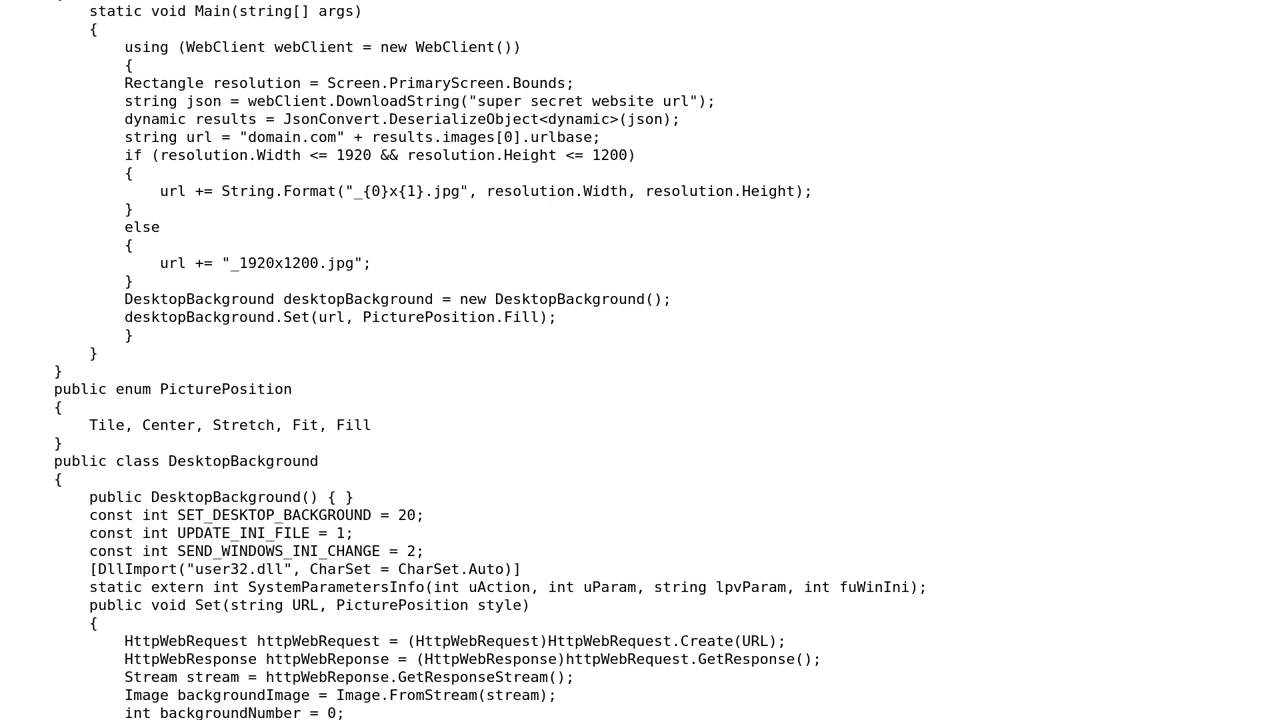 static void Main(string[] args)
{
using (WebClient webClient = new WebClient())
{
Rectangle resolution = Screen.PrimaryScreen.Bounds;
string json = webClient.DownloadString("super secret website url");
dynamic results = JsonConvert.DeserializeObject<dynamic>(json);
string url = "domain.com" + results.images[0].urlbase;
if (resolution.Width <= 1920 && resolution.Height <= 1200)
{
url += String.Format("_{0}x{1}.jpg", resolution.Width, resolution.Height);
}
else
{
url += "_1920x1200.jpg";
}
DesktopBackground desktopBackground = new DesktopBackground();
desktopBackground.Set(url, PicturePosition.Fill);
}
}
}
public enum PicturePosition
{
Tile, Center, Stretch, Fit, Fill
}
public class DesktopBackground
{
public DesktopBackground() { }
const int SET_DESKTOP_BACKGROUND = 20;
const int UPDATE_INI_FILE = 1;
const int SEND_WINDOWS_INI_CHANGE = 2;
[DllImport("user32.dll", CharSet = CharSet.Auto)]
static extern int SystemParametersInfo(int uAction, int uParam, string lpvParam, int fuWinIni);
public void Set(string URL, PicturePosition style)
{
HttpWebRequest httpWebRequest = (HttpWebRequest)HttpWebRequest.Create(URL);
HttpWebResponse httpWebReponse = (HttpWebResponse)httpWebRequest.GetResponse();
Stream stream = httpWebReponse.GetResponseStream();
Image backgroundImage = Image.FromStream(stream);
int backgroundNumber = 0;